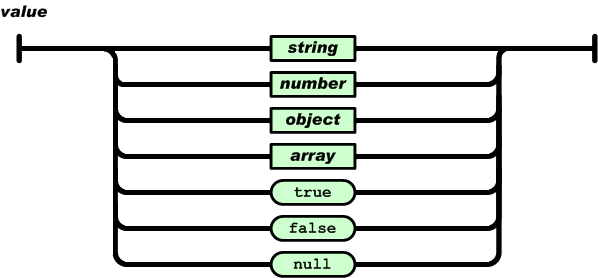 value
string
number
object
array
true
false
null